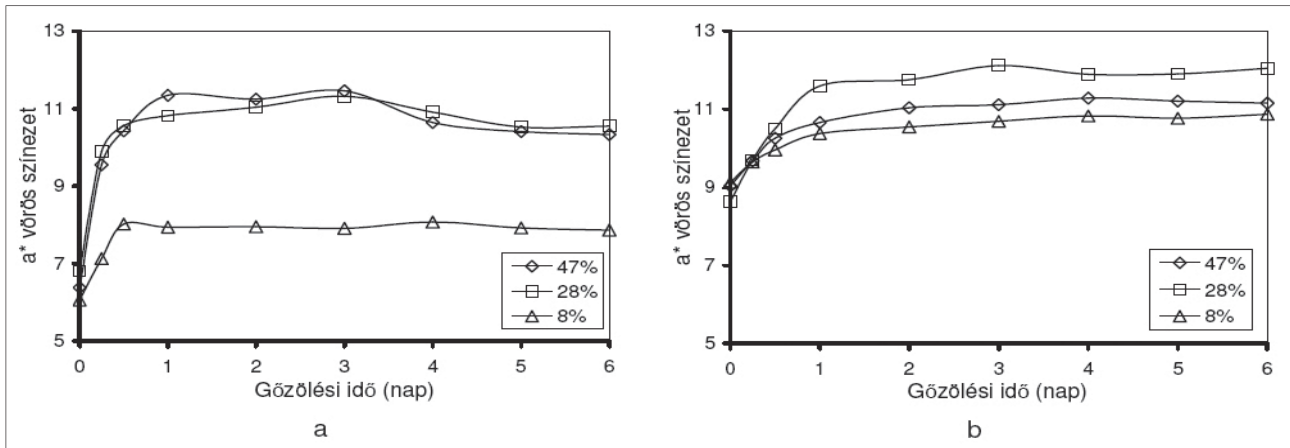 13
11
9
7
5
a* vörös színezet
47%
28%
8%
0 1 2 3 4 5 6
Gőzölési idő (nap)
a
13
11
9
7
5
a* vörös színezet
47%
28%
8%
0 1 2 3 4 5 6
Gőzölési idő (nap)
b